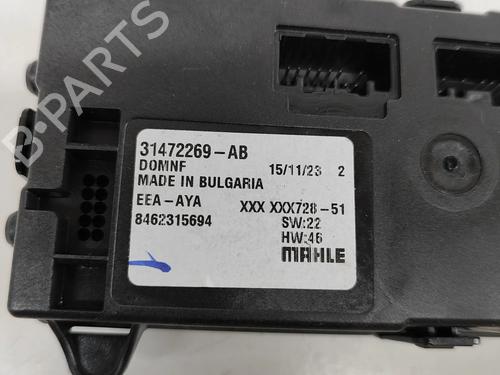 B-PARTS
31472269-AB
DOMNF 15/11/23 2
MADE IN BULGARIA
EEA-AYA XXX XXX728-51
8462315694 SW:22
HW:46
MAHLE